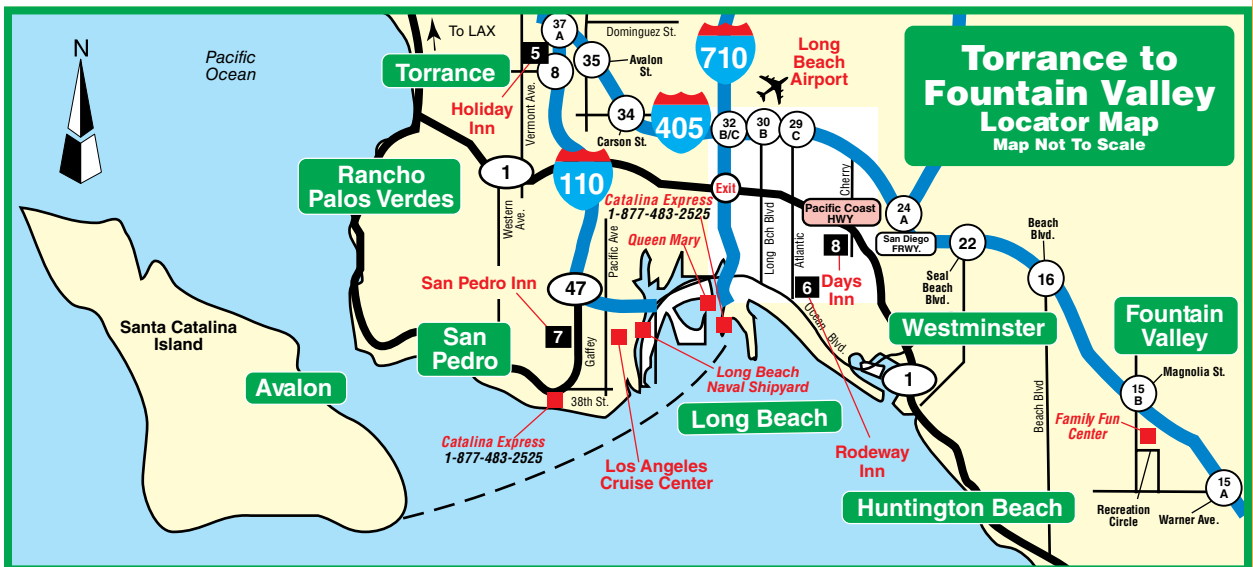 N
Pacific
Ocean
To LAX
Torrance
37
A
5
8
Holiday
Inn
Vermont Ave.
Dominguez St.
35
Avalon
St.
34
Carson St.
710
405
Long
Beach
Airport
32
B/C
30
B
29
C
Torrance to
Fountain Valley
Locator Map
Map Not To Scale
Rancho
Palos Verdes
1
110
Western
Ave.
Pacific Ave
Catalina Express
1-877-483-2525
Exit
Queen Mary
Long Bch Blvd
Atlantic
Cherry
Pacific Coast
HWY
24
A
San Diego
FRWY.
22
Seal
Beach
Blvd.
Beach
Blvd.
16
8
Days
Inn
6
Ocean Blvd.
San Pedro Inn
47
7
San
Pedro
Gaffey
38th St.
Santa Catalina
Island
Avalon
Long Beach
Naval Shipyard
Long Beach
Westminster
1
Fountain
Valley
Magnolia St.
15
B
Beach Blvd
Family Fun
Center
Catalina Express
1-877-483-2525
Los Angeles
Cruise Center
Rodeway
Inn
Huntington Beach
15
A
Recreation
Circle
Warner Ave.